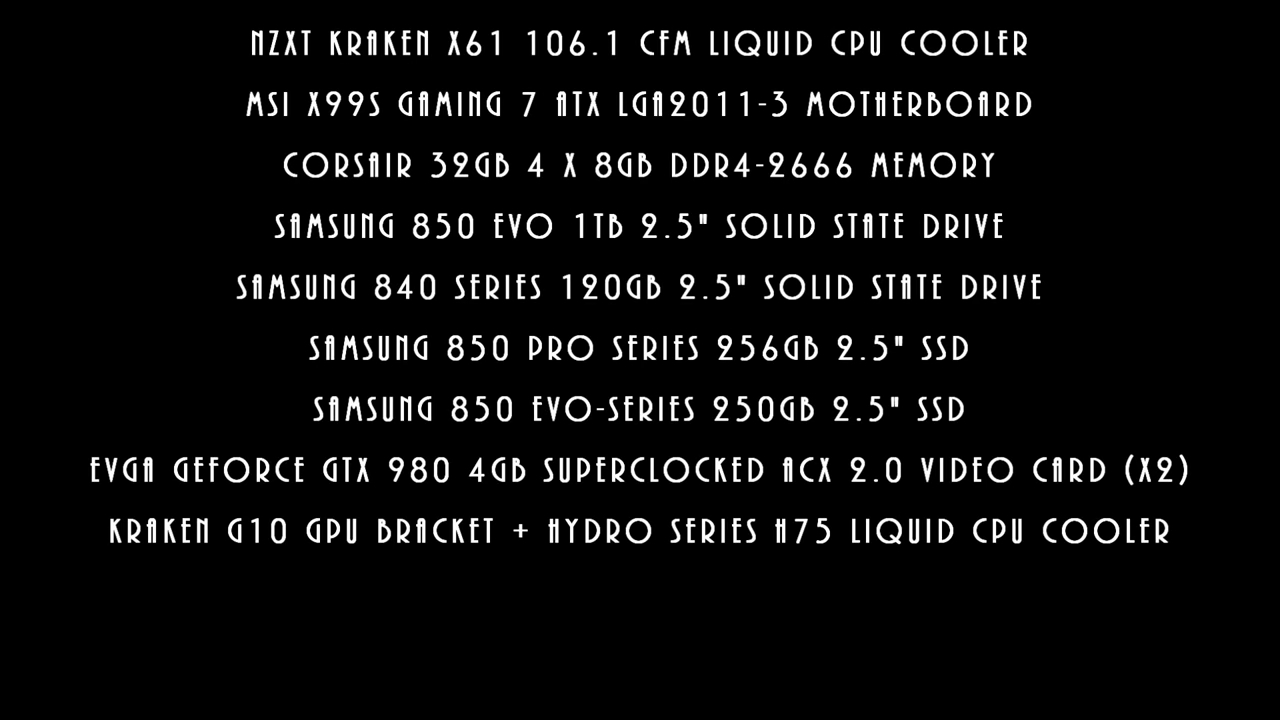 NZXT KRAKEN X61 106.1 CFM LIQUID CPU COOLER
MSI X99S GAMING 7 ATX LGA2011-3 MOTHERBOARD
CORSAIR 32GB 4 X 8GB DDR4-2666 MEMORY
SAMSUNG 850 EVO 1TB 2.5" SOLID STATE DRIVE
SAMSUNG 840 SERIES 120GB 2.5" SOLID STATE DRIVE
SAMSUNG 850 PRO SERIES 256GB 2.5" SSD
SAMSUNG 850 EVO-SERIES 250GB 2.5" SSD
EVGA GEFORCE GTX 980 4GB SUPERCLOCKED ACX 2.0 VIDEO CARD (X2)
KRAKEN G10 GPU BRACKET + HYDRO SERIES H75 LIQUID CPU COOLER